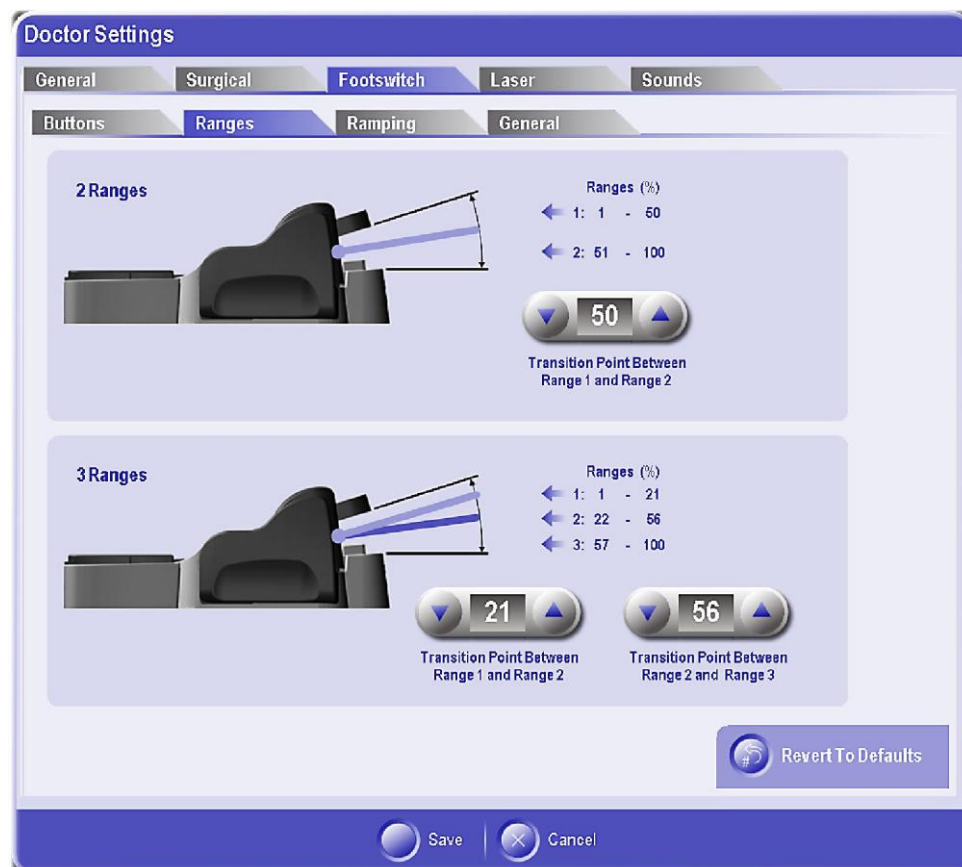 Doctor Settings
General Surgical Footswitch Laser Sounds
Buttons Ranges Ramping General
2 Ranges
Ranges (%)
1: 1 - 50
2: 51 - 100
50
Transition Point Between
Range 1 and Range 2
3 Ranges
Ranges (%)
1: 1 - 21
2: 22 - 56
3: 57 - 100
21
Transition Point Between
Range 1 and Range 2
56
Transition Point Between
Range 2 and Range 3
# Revert To Defaults
Save Cancel